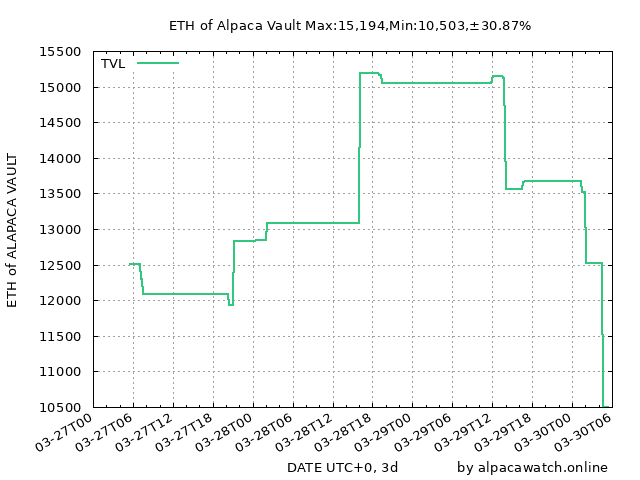 ETH of Alpaca Vault Max:15,194,Min:10,503,±30.87%
TVL
15500
15000
14500
14000
13500
13000
12500
12000
11500
11000
10500
ETH of ALAPACA VAULT
03-27T00
03-27T06
03-27T12
03-27T18
03-28T00
03-28T06
03-28T12
03-28T18
03-29T00
03-29T06
03-29T12
03-29T18
03-30T00
03-30T06
DATE UTC+0, 3d
by alpacawatch.online